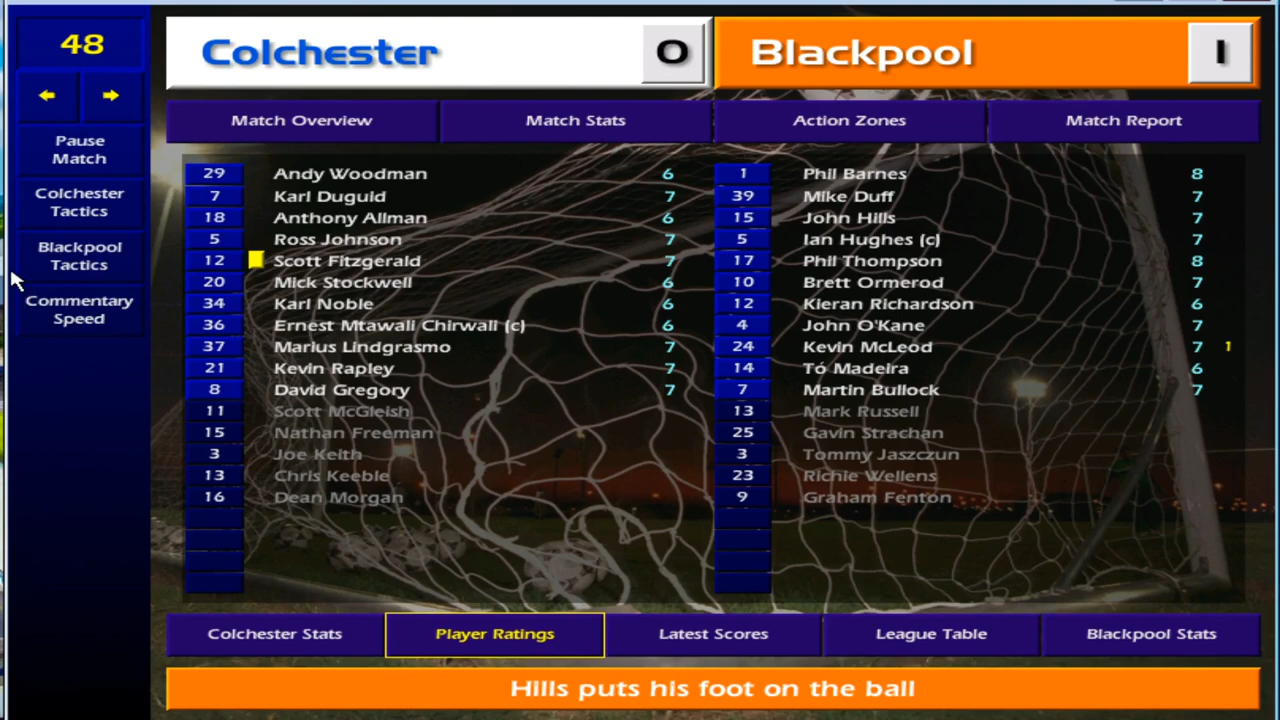 48
Colchester 0 Blackpool 1
Match Overview Match Stats Action Zones Match Report
Pause
Match
Colchester
Tactics
Blackpool
Tactics
Commentary
Speed
29 Andy Woodman 6 1 Phil Barnes 8
7 Karl Duguid 7 39 Mike Duff 7
18 Anthony Allman 6 15 John Hills 7
5 Ross Johnson 7 5 Ian Hughes (c) 7
12 Scott Fitzgerald 7 17 Phil Thompson 8
20 Mick Stockwell 6 10 Brett Ormerod 7
34 Karl Noble 6 12 Kieran Richardson 6
36 Ernest Mtawali Chirwali (c) 6 4 John O'Kane 7
37 Marius Lindgrasmo 7 24 Kevin McLeod 7 1
21 Kevin Rapley 7 14 Tó Madeira 6
8 David Gregory 7 7 Martin Bullock 7
11 Scott McGleish 13 Mark Russell
15 Nathan Freeman 25 Gavin Strachan
3 Joe Keith 3 Tommy Jaszczun
13 Chris Keeble 23 Richie Wellens
16 Dean Morgan 9 Graham Fenton
Colchester Stats Player Ratings Latest Scores League Table Blackpool Stats
Hills puts his foot on the ball